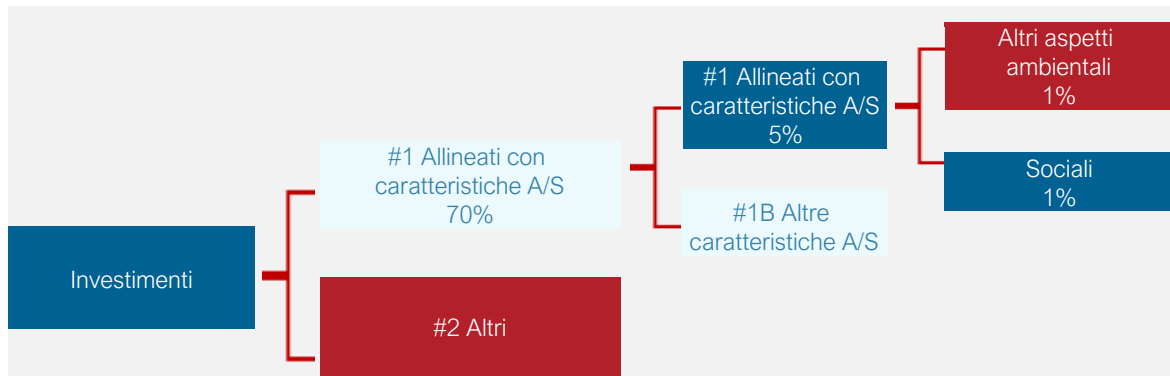 Investimenti
#1 Allineati con
caratteristiche A/S
70%
#2 Altri
#1 Allineati con
caratteristiche A/S
5%
#1B Altre
caratteristiche A/S
Altri aspetti
ambientali
1%
Sociali
1%